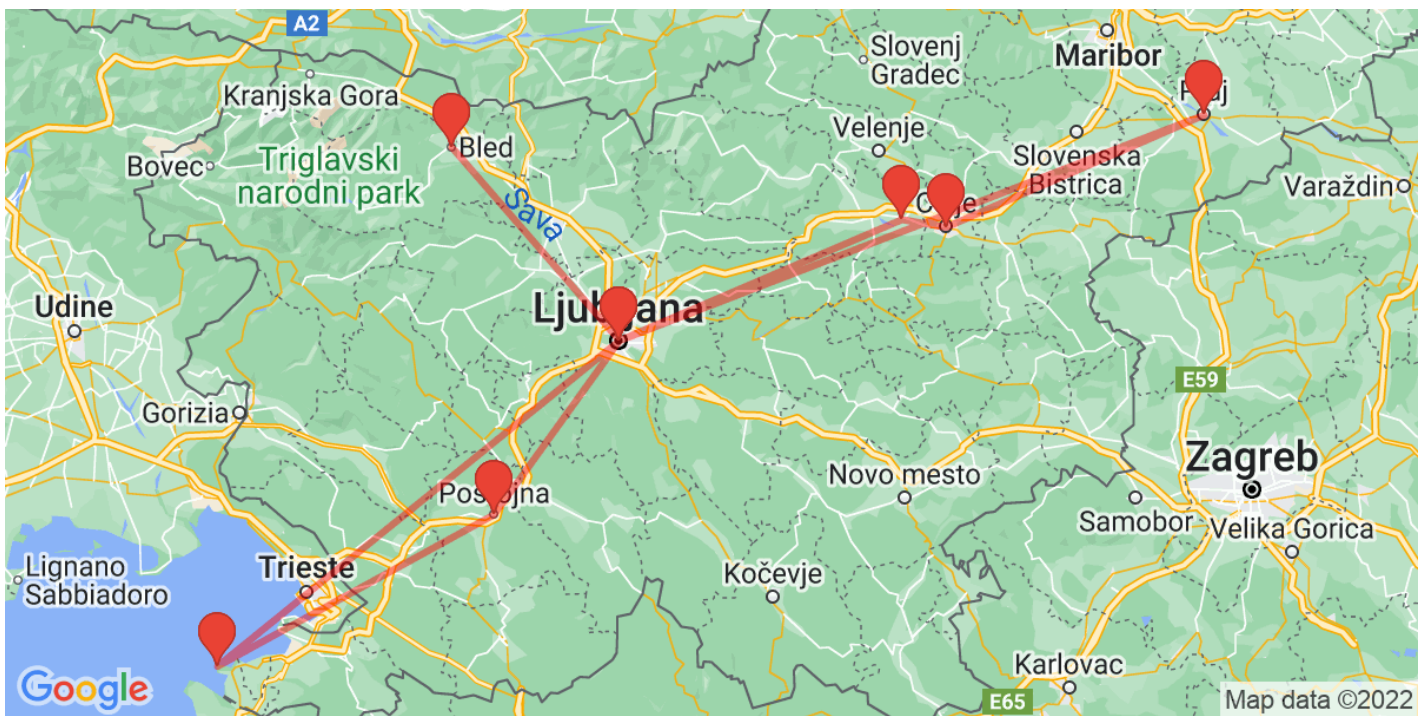 A2
Slovenj
Gradec
Maribor
Kranjska Gora
Velenje
Bled
Bovec
Triglavski
narodni park
Slovenska
Bistrica
Varaždin
Sava
Udine
Ljubljana
E59
Gorizia
Zagreb
Postojna
Novo mesto
Samobor
Velika Gorica
Lignano
Sabbiadoro
Trieste
Kočevje
Karlovac
Google
E65
Map data ©2022